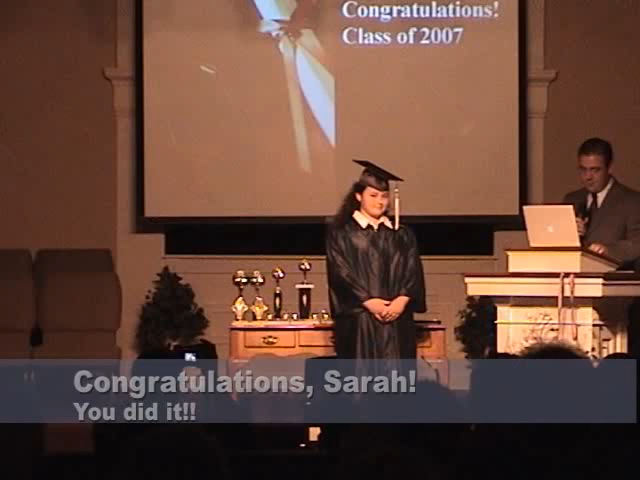 Congratulations!
Class of 2007
Congratulations, Sarah!
You did it!!